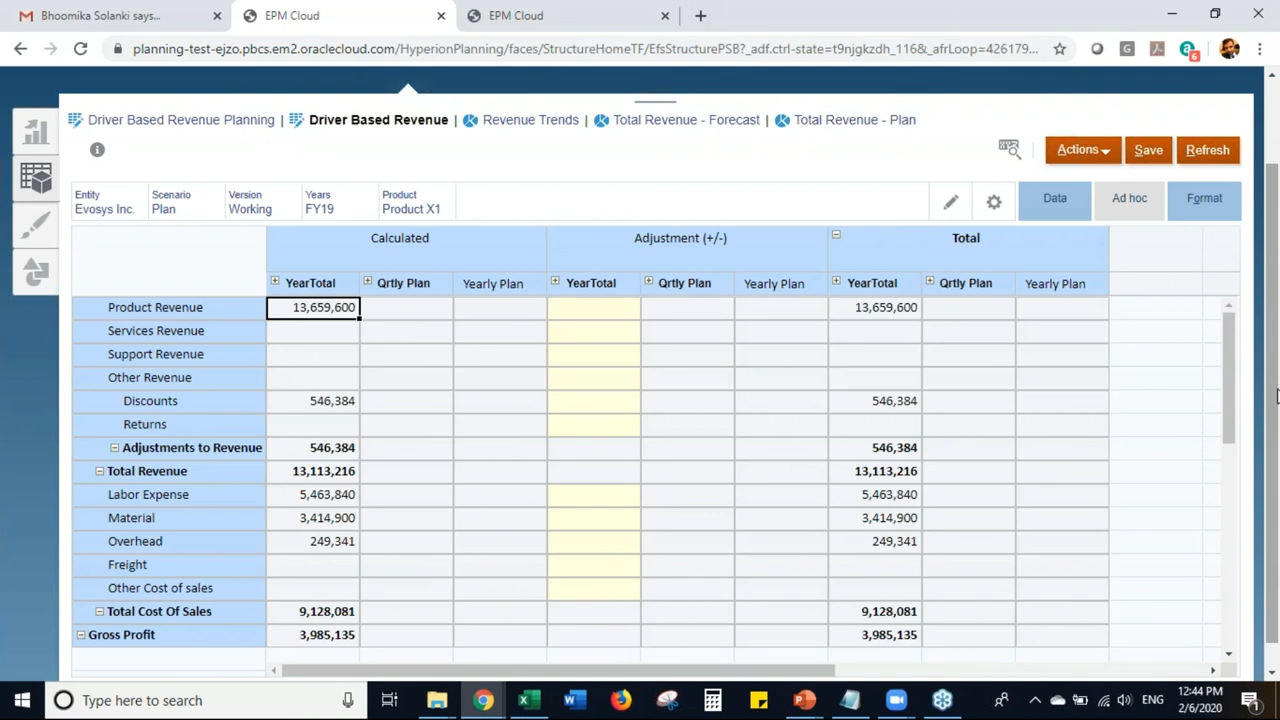 Bhoomika Solanki says...
EPM Cloud
EPM Cloud
planning-test-ejzo.pbcs.em2.oraclecloud.com/HyperionPlanning/faces/StructureHomeTF/EfsStructurePSB?_adf.ctrl-state=t9njgkzdh_116&_afrLoop=426179...
6
Driver Based Revenue Planning | Driver Based Revenue | Revenue Trends | Total Revenue - Forecast | Total Revenue - Plan
Actions Save Refresh
Entity Scenario Version Years Product
Evosys Inc. Plan Working FY19 Product X1
Data Ad hoc Format
Calculated Adjustment (+/-) Total
YearTotal Qrtly Plan Yearly Plan YearTotal Qrtly Plan Yearly Plan YearTotal Qrtly Plan Yearly Plan
Product Revenue 13,659,600 13,659,600
Services Revenue
Support Revenue
Other Revenue
Discounts 546,384 546,384
Returns
Adjustments to Revenue 546,384 546,384
Total Revenue 13,113,216 13,113,216
Labor Expense 5,463,840 5,463,840
Material 3,414,900 3,414,900
Overhead 249,341 249,341
Freight
Other Cost of sales
Total Cost Of Sales 9,128,081 9,128,081
Gross Profit 3,985,135 3,985,135
Type here to search
ENG
12:44 PM
2/6/2020
1